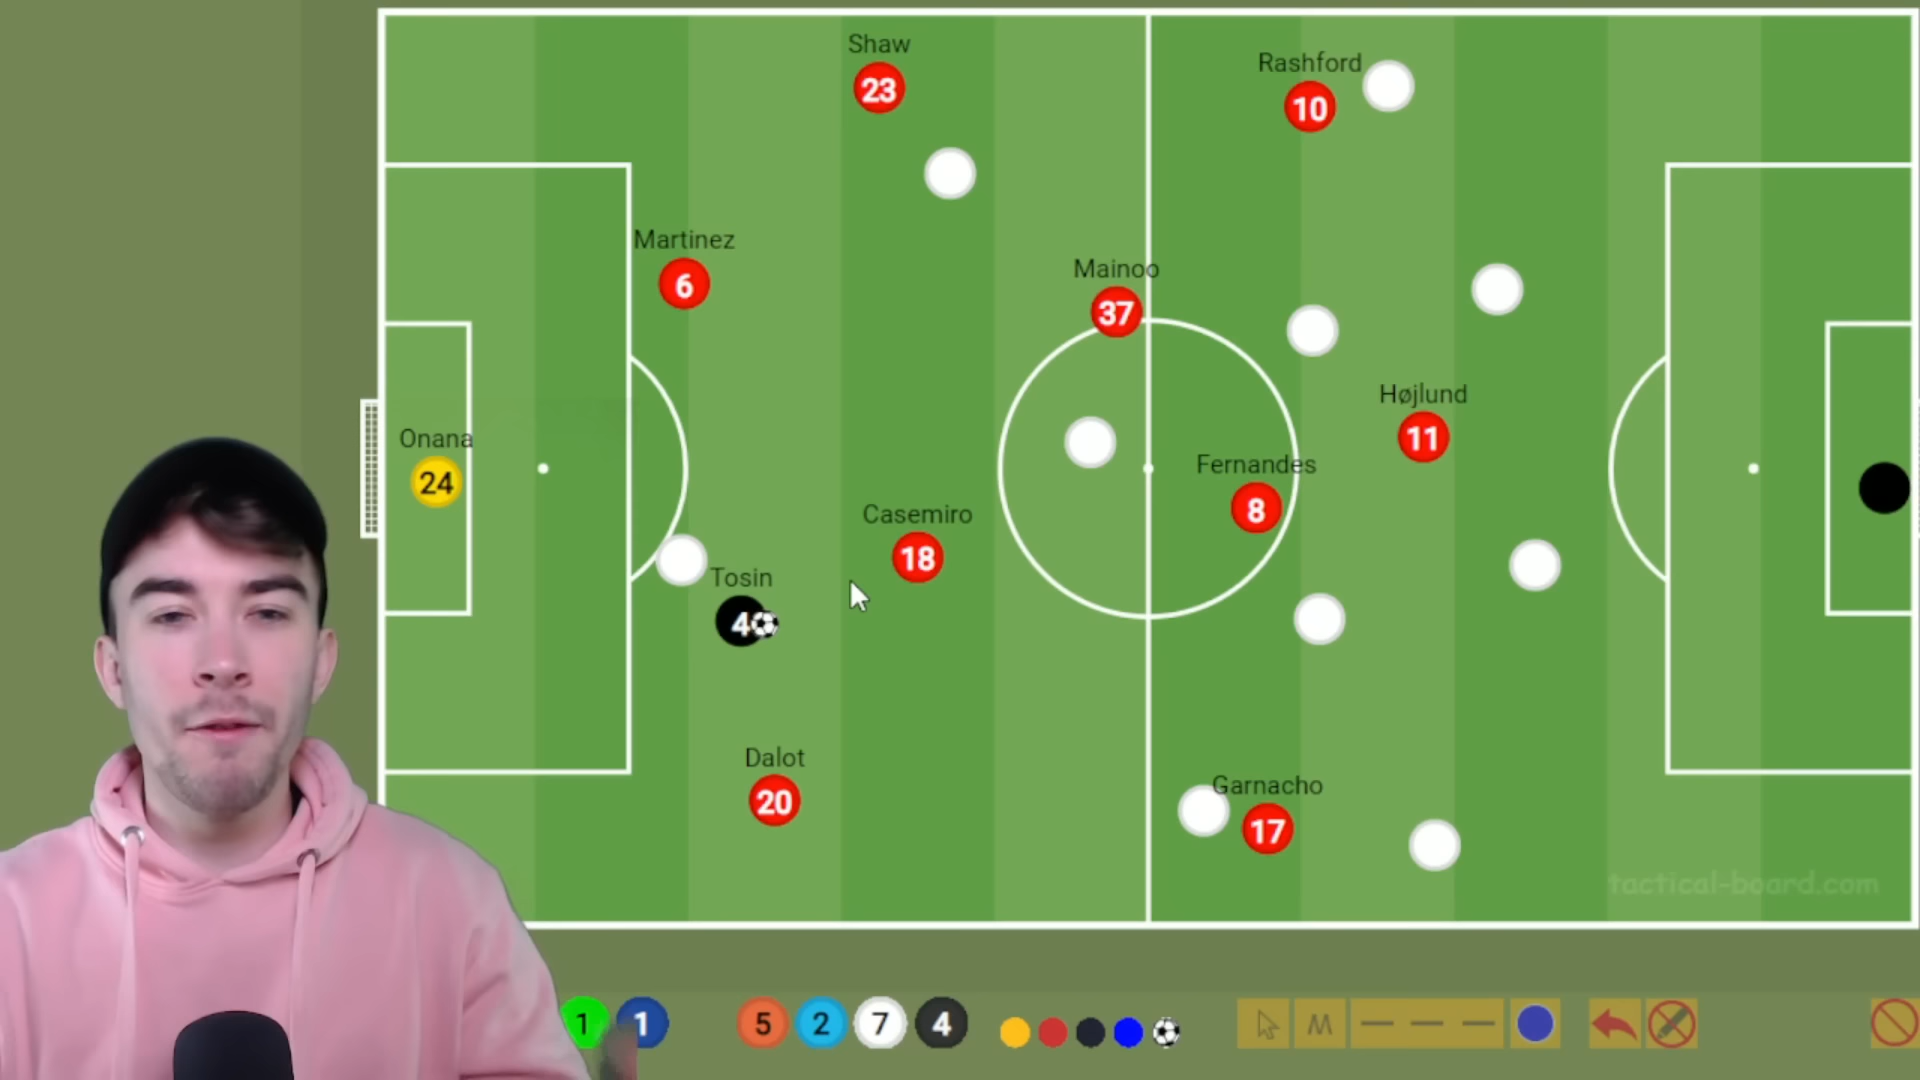 Shaw
23
Rashford
10
Martinez
6
Mainoo
37
Højlund
11
Onana
24
Fernandes
8
Casemiro
18
Tosin
4
Dalot
20
Garnacho
17
tactical-board.com
1 1 5 2 7 4
M